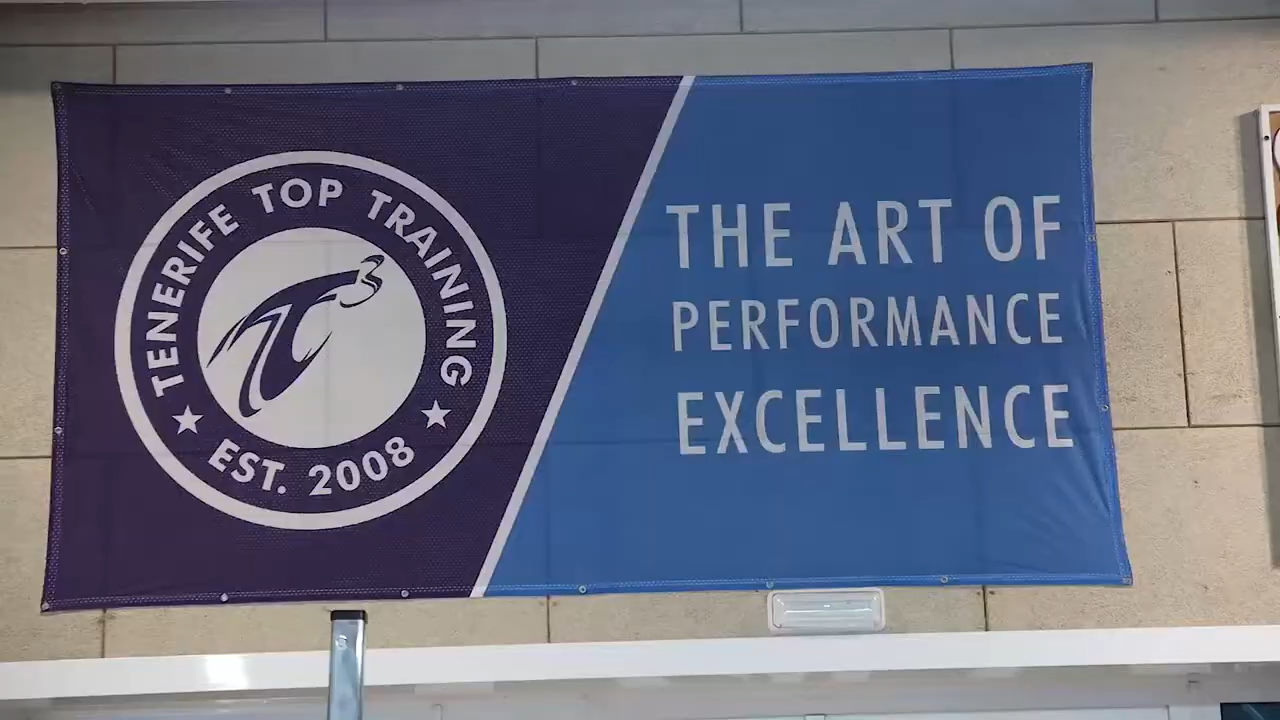 TENERIFE TOP TRAINING
EST. 2008
THE ART OF
PERFORMANCE
EXCELLENCE